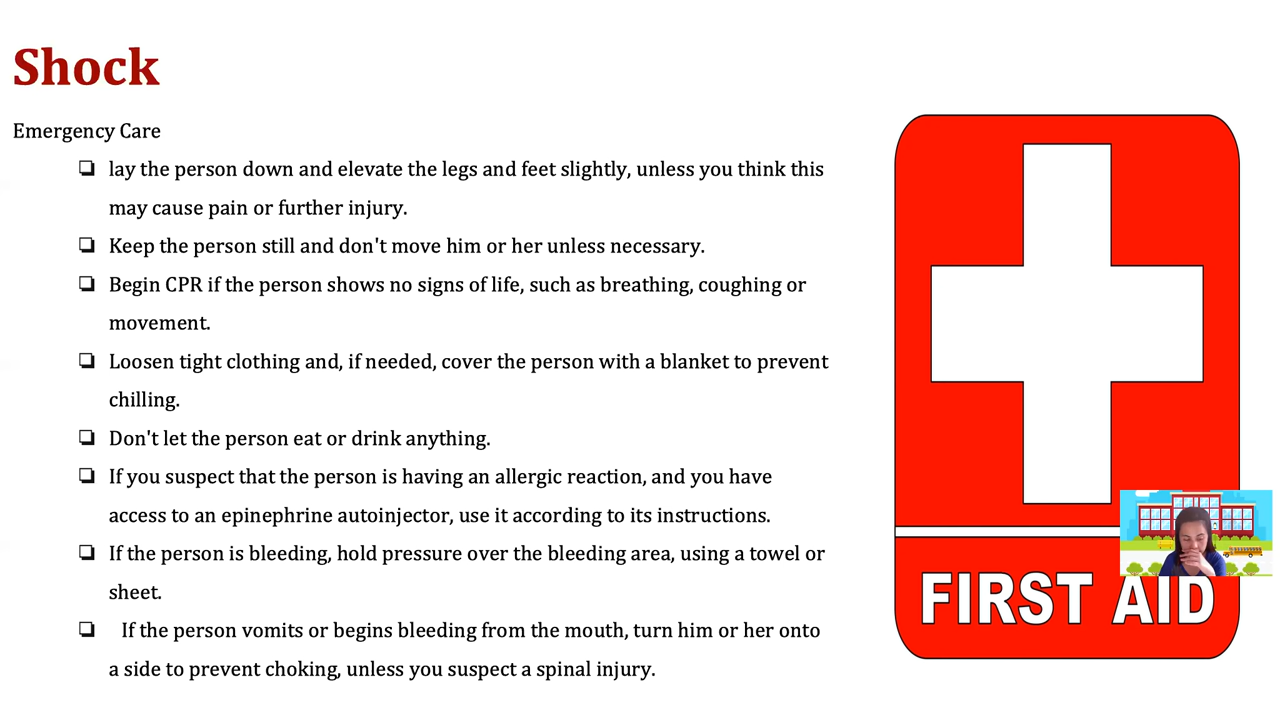 Shock
Emergency Care
lay the person down and elevate the legs and feet slightly, unless you think this
may cause pain or further injury.
Keep the person still and don't move him or her unless necessary.
Begin CPR if the person shows no signs of life, such as breathing, coughing or
movement.
Loosen tight clothing and, if needed, cover the person with a blanket to prevent
chilling.
Don't let the person eat or drink anything.
If you suspect that the person is having an allergic reaction, and you have
access to an epinephrine autoinjector, use it according to its instructions.
If the person is bleeding, hold pressure over the bleeding area, using a towel or
sheet.
If the person vomits or begins bleeding from the mouth, turn him or her onto
a side to prevent choking, unless you suspect a spinal injury.
FIRST AID